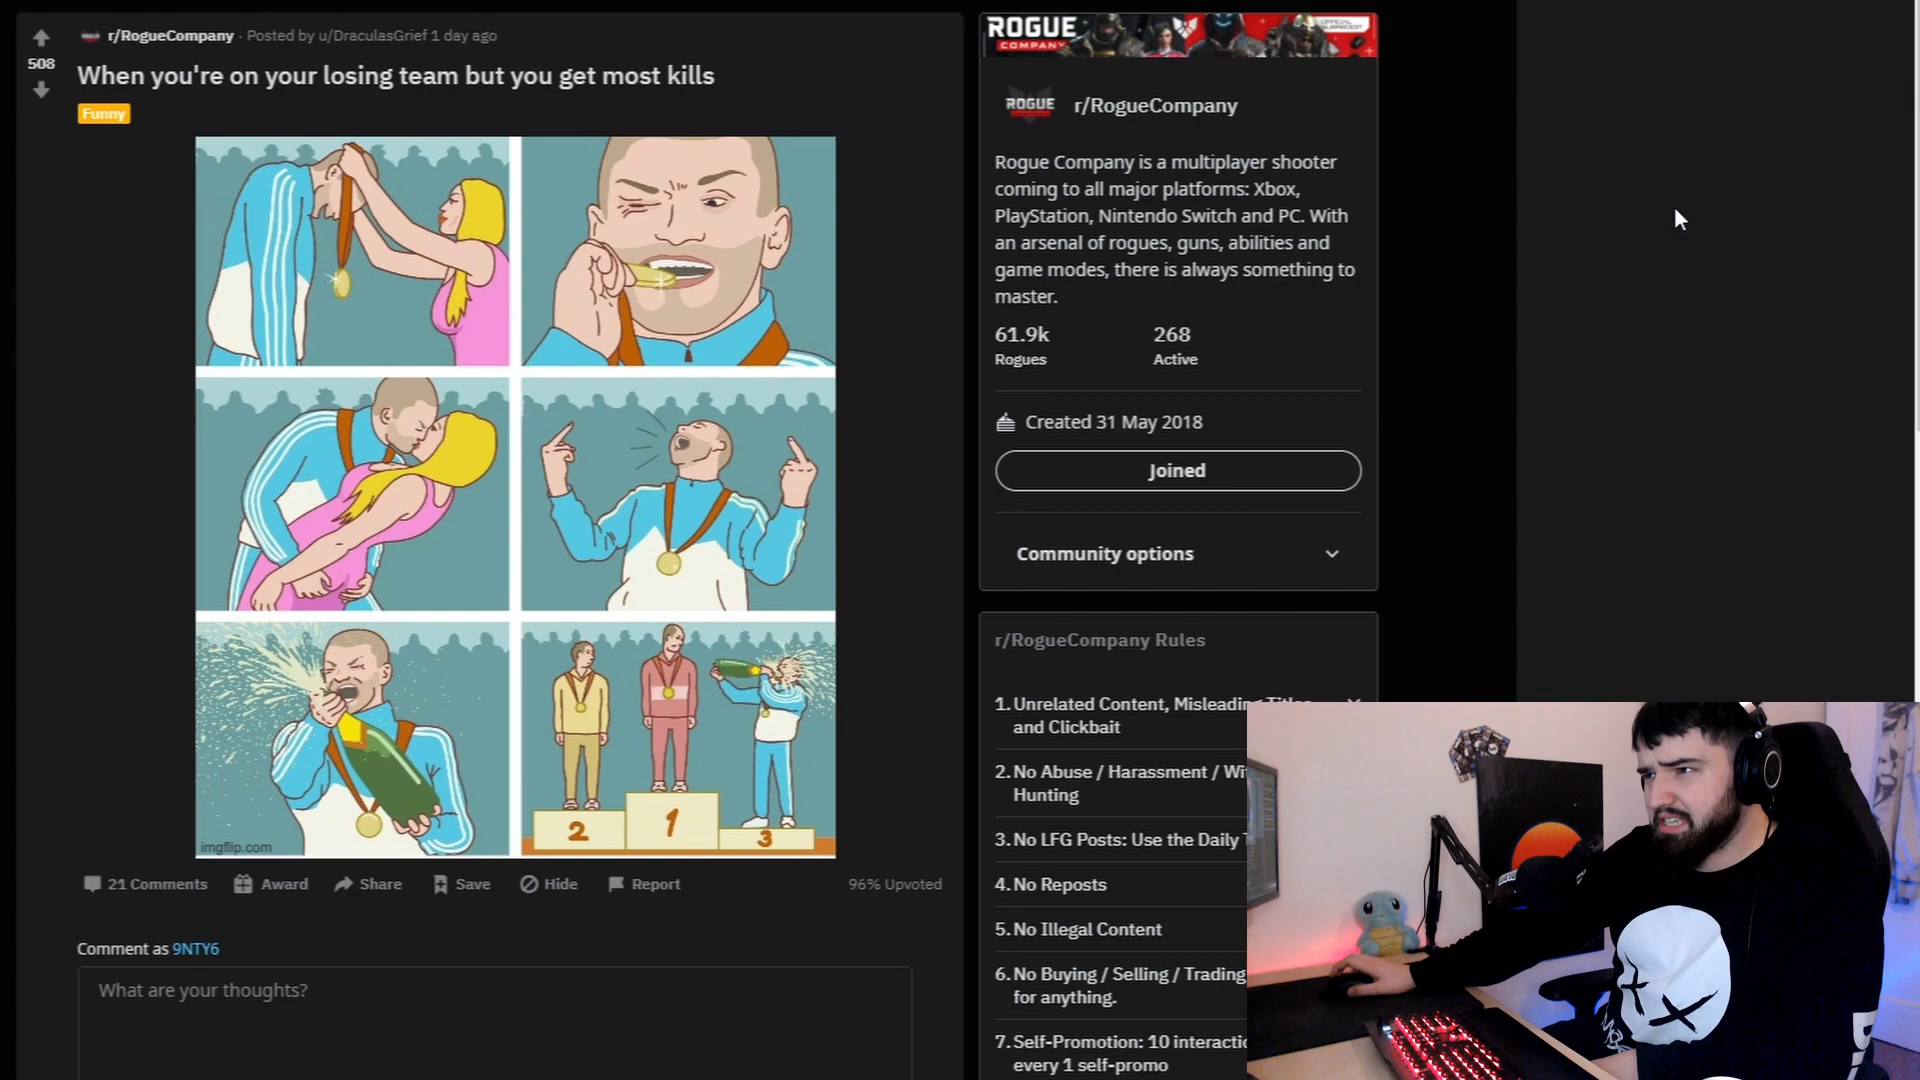 r/RogueCompany · Posted by u/DraculasGrief 1 day ago
508
When you're on your losing team but you get most kills
Funny
2
1
3
imgflip.com
21 Comments
Award
Share
Save
Hide
Report
96% Upvoted
Comment as 9NTY6
What are your thoughts?
ROGUE
COMPANY
ROGUE
r/RogueCompany
Rogue Company is a multiplayer shooter
coming to all major platforms: Xbox,
PlayStation, Nintendo Switch and PC. With
an arsenal of rogues, guns, abilities and
game modes, there is always something to
master.
61.9k
268
Rogues
Active
Created 31 May 2018
Joined
Community options
r/RogueCompany Rules
1. Unrelated Content, Misleading Titles
and Clickbait
2. No Abuse / Harassment / Wi
Hunting
3. No LFG Posts: Use the Daily
4. No Reposts
5. No Illegal Content
6. No Buying / Selling / Trading
for anything.
7. Self-Promotion: 10 interactio
every 1 self-promo